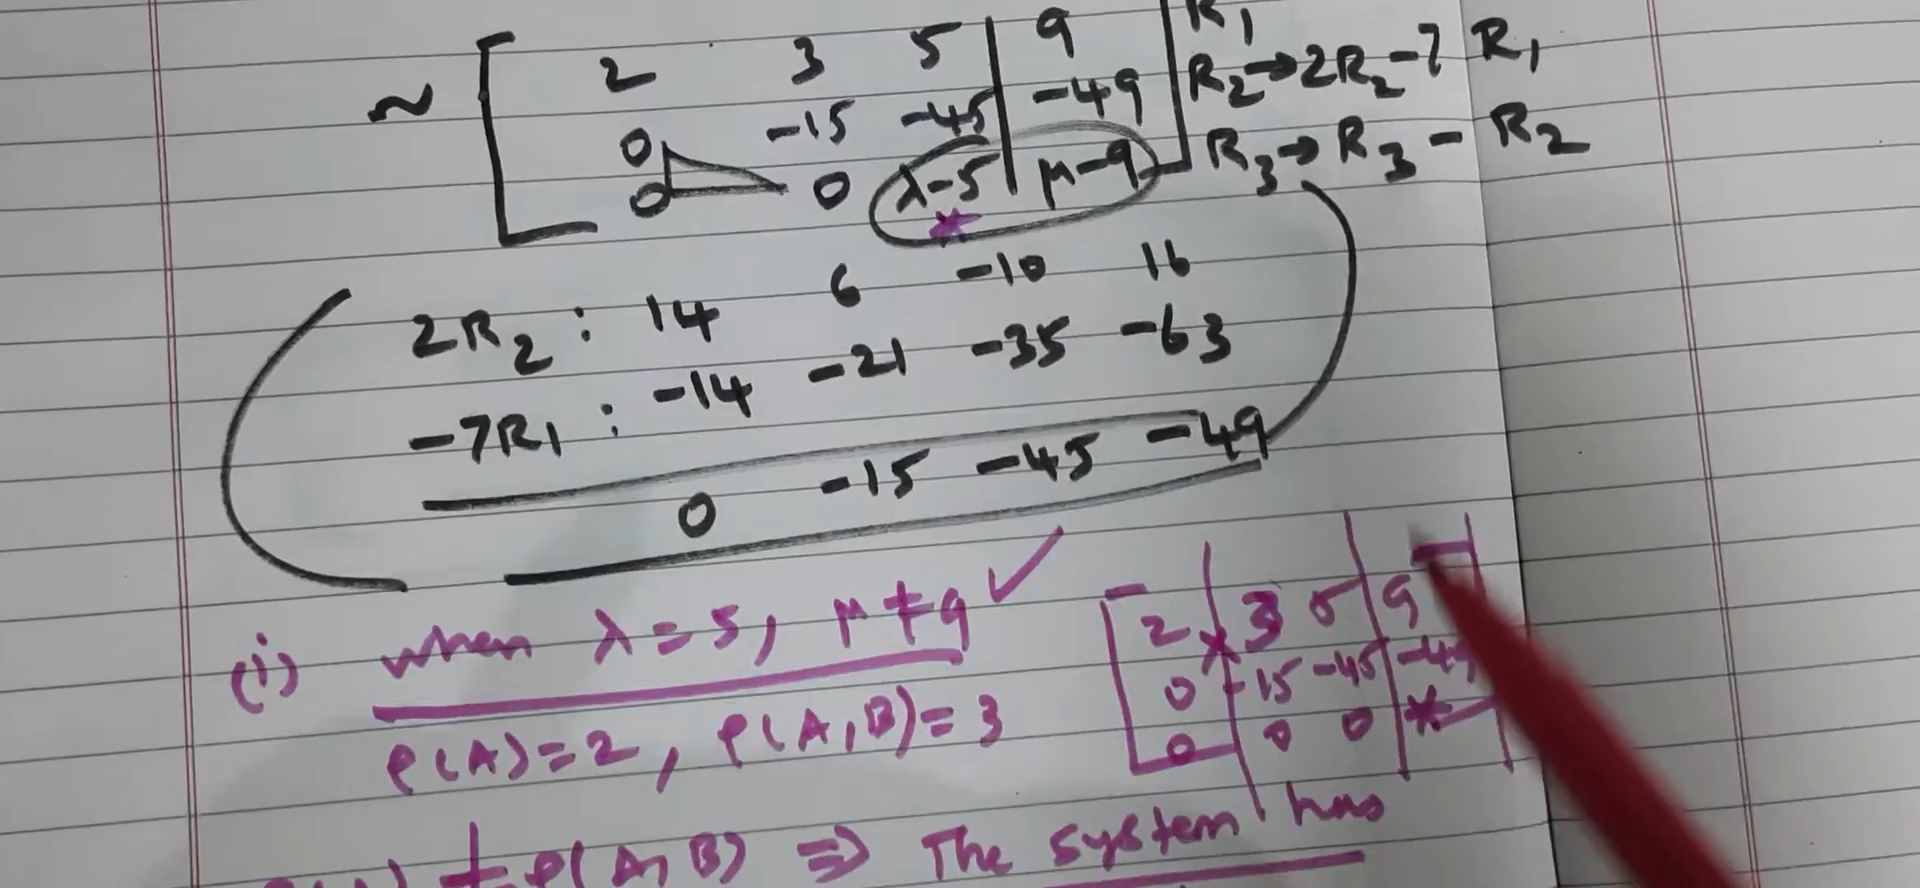 ~ [ 2 3 5 | 9 ] R₁
0 -15 -45 | -49 R₂→2R₂-7R₁
0 0 λ-5 | μ-9 R₃→R₃-R₂
*
2R₂ : 14 6 -10 16
-7R₁ : -14 -21 -35 -63
0 -15 -45 -49
(i) when λ=5, μ≠9 ✓
ρ(A)=2, ρ(A,B)=3
[ 2 3 5 | 9 ]
0 -15 -45 | -49
0 0 0 | *
≠ρ(A,B) ⇒ The system has